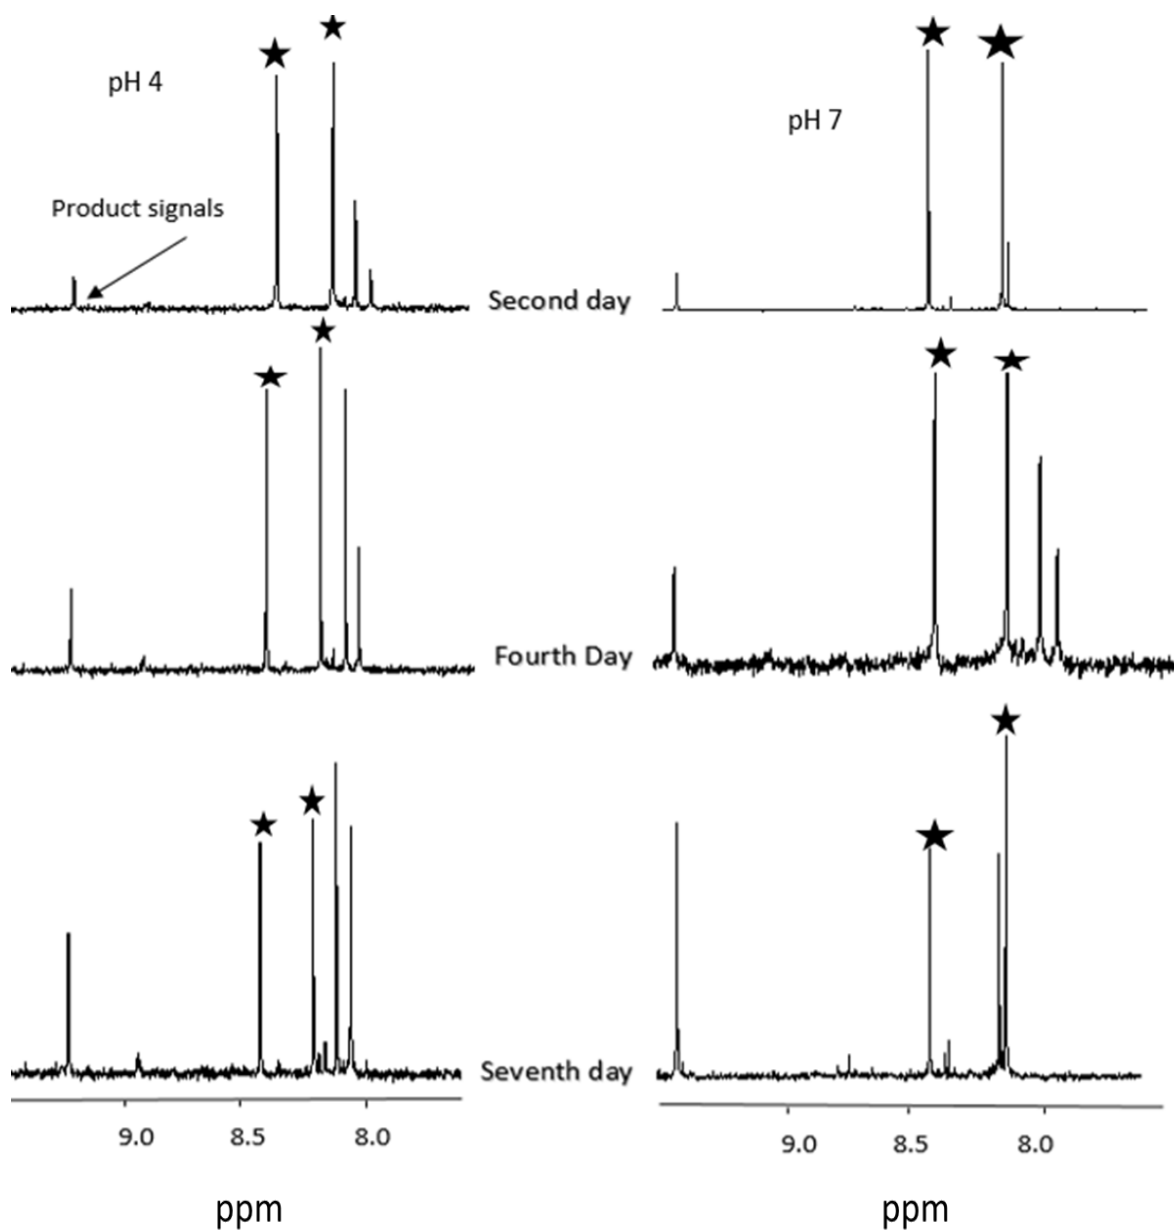 pH 4
pH 7
Product signals
Second day
Fourth Day
Seventh day
9.0 8.5 8.0
9.0 8.5 8.0
ppm
ppm